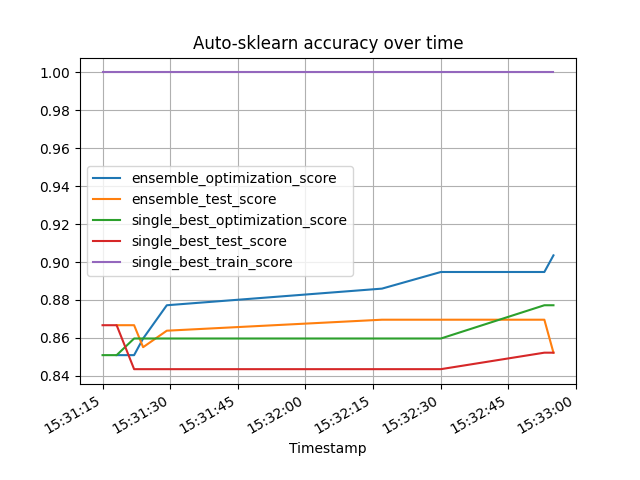 Auto-sklearn accuracy over time
1.00
0.98
0.96
0.94
0.92
0.90
0.88
0.86
0.84
ensemble_optimization_score
ensemble_test_score
single_best_optimization_score
single_best_test_score
single_best_train_score
15:31:15
15:31:30
15:31:45
15:32:00
15:32:15
15:32:30
15:32:45
15:33:00
Timestamp